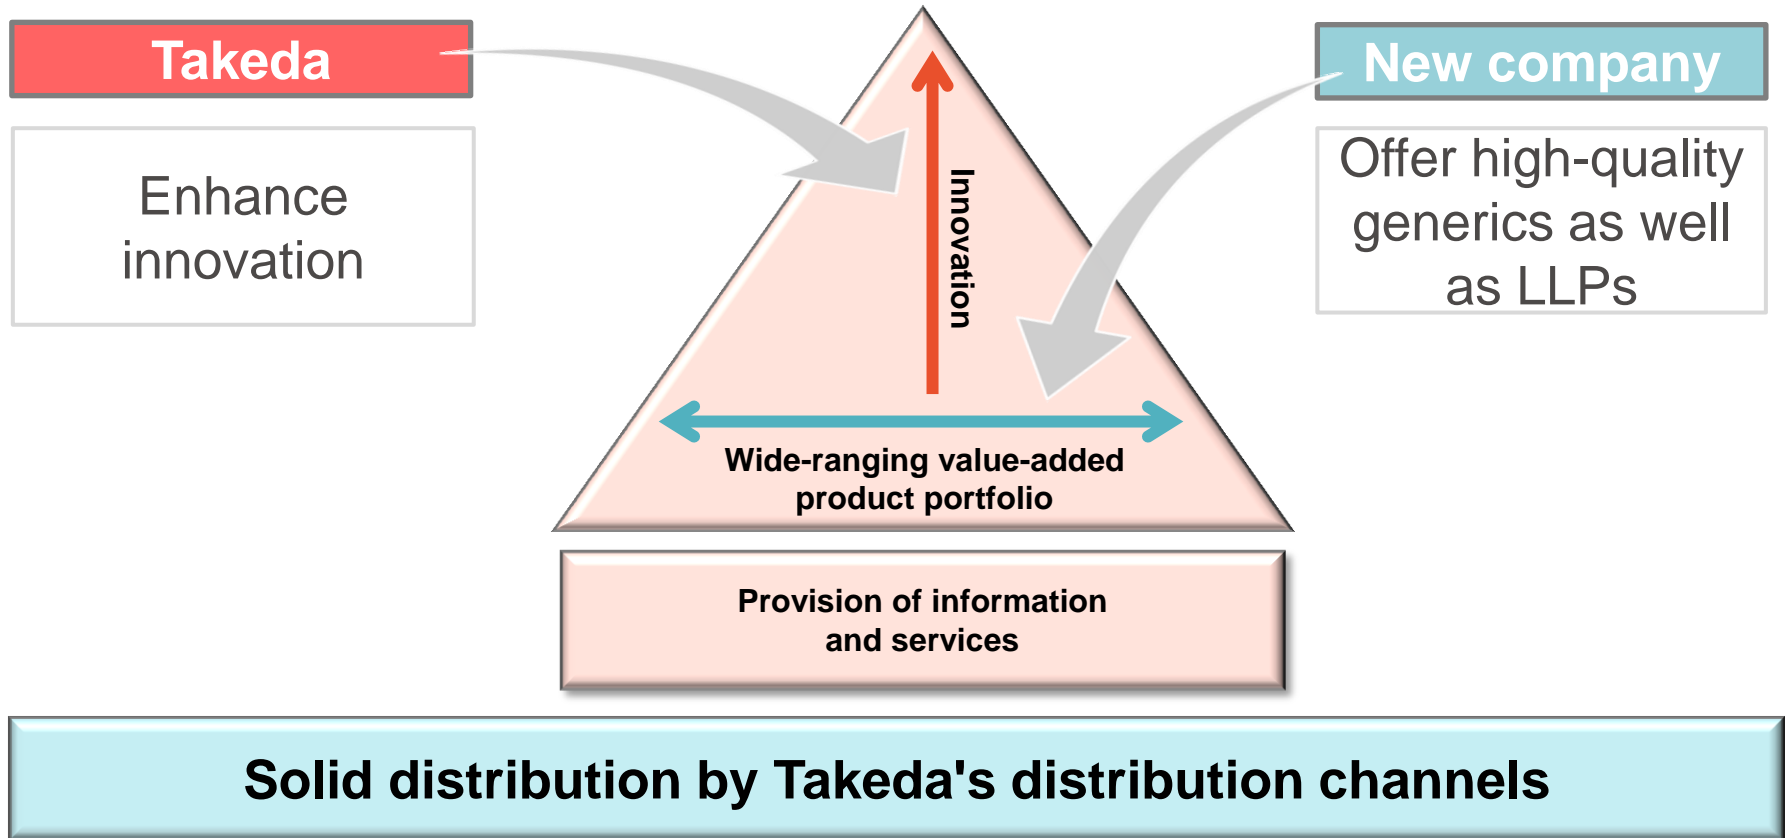 Takeda
Enhance
innovation
New company
Offer high-quality
generics as well
as LLPs
Innovation
Wide-ranging value-added
product portfolio
Provision of information
and services
Solid distribution by Takeda's distribution channels